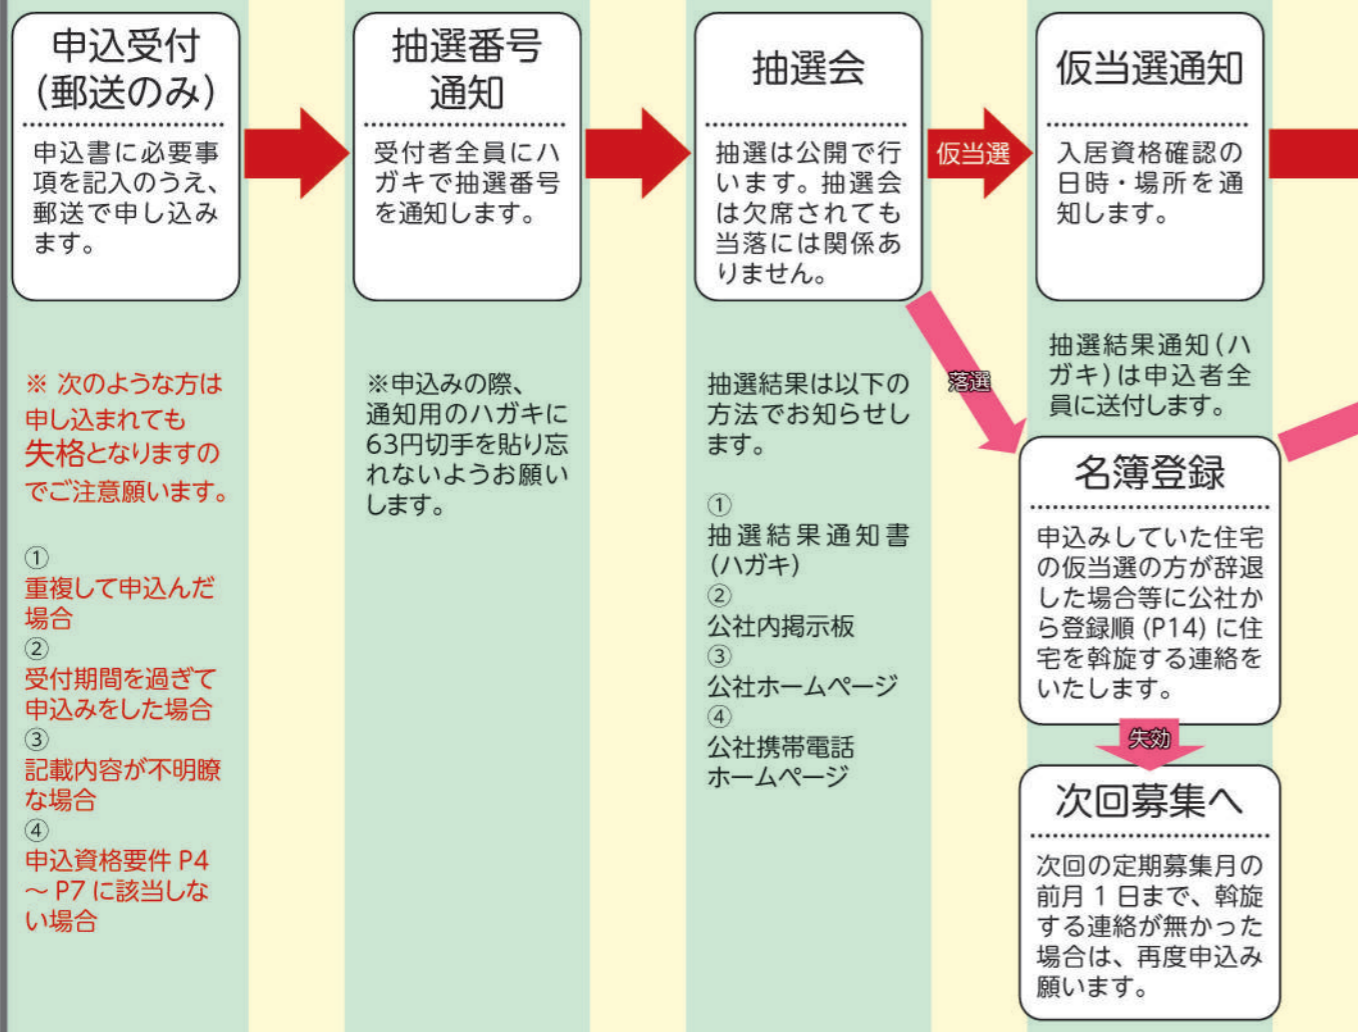 申込受付
(郵送のみ)
申込書に必要事
項を記入のうえ、
郵送で申し込み
ます。
※ 次のような方は
申し込まれても
失格となりますの
でご注意願います。
①
重複して申込んだ
場合
②
受付期間を過ぎて
申込みをした場合
③
記載内容が不明瞭
な場合
④
申込資格要件 P4
～ P7 に該当しな
い場合
抽選番号
通知
受付者全員にハ
ガキで抽選番号
を通知します。
※申込みの際、
通知用のハガキに
63円切手を貼り忘
れないようお願い
します。
抽選会
抽選は公開で行
います。抽選会
は欠席されても
当落には関係あ
りません。
抽選結果は以下の
方法でお知らせし
ます。
①
抽選結果通知書
(ハガキ)
②
公社内掲示板
③
公社ホームページ
④
公社携帯電話
ホームページ
仮当選
落選
仮当選通知
入居資格確認の
日時・場所を通
知します。
抽選結果通知(ハ
ガキ)は申込者全
員に送付します。
名簿登録
申込みしていた住宅
の仮当選の方が辞退
した場合等に公社か
ら登録順 (P14) に住
宅を斡旋する連絡を
いたします。
失効
次回募集へ
次回の定期募集月の
前月 1 日まで、斡旋
する連絡が無かった
場合は、再度申込み
願います。